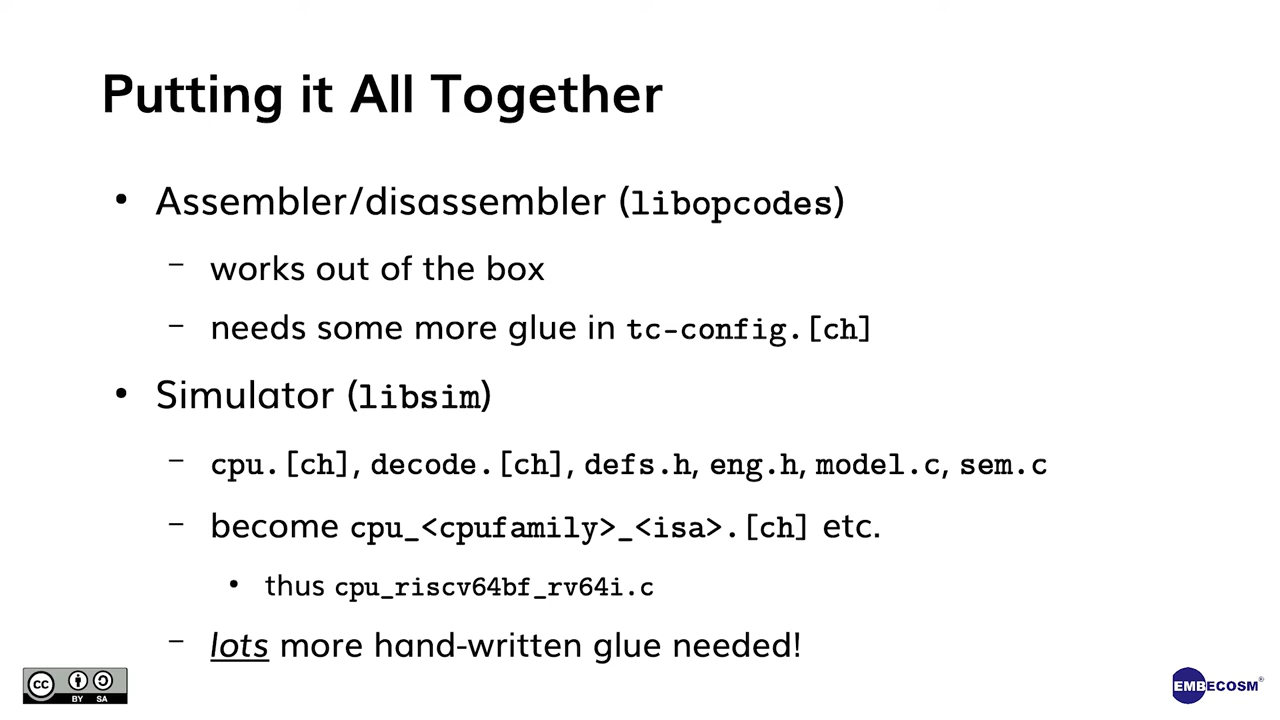 Putting it All Together
• Assembler/disassembler (libopcodes)
– works out of the box
– needs some more glue in tc-config.[ch]
• Simulator (libsim)
– cpu.[ch], decode.[ch], defs.h, eng.h, model.c, sem.c
– become cpu_<cpufamily>_<isa>.[ch] etc.
• thus cpu_riscv64bf_rv64i.c
– lots more hand-written glue needed!
cc BY SA
EMBECOSM®